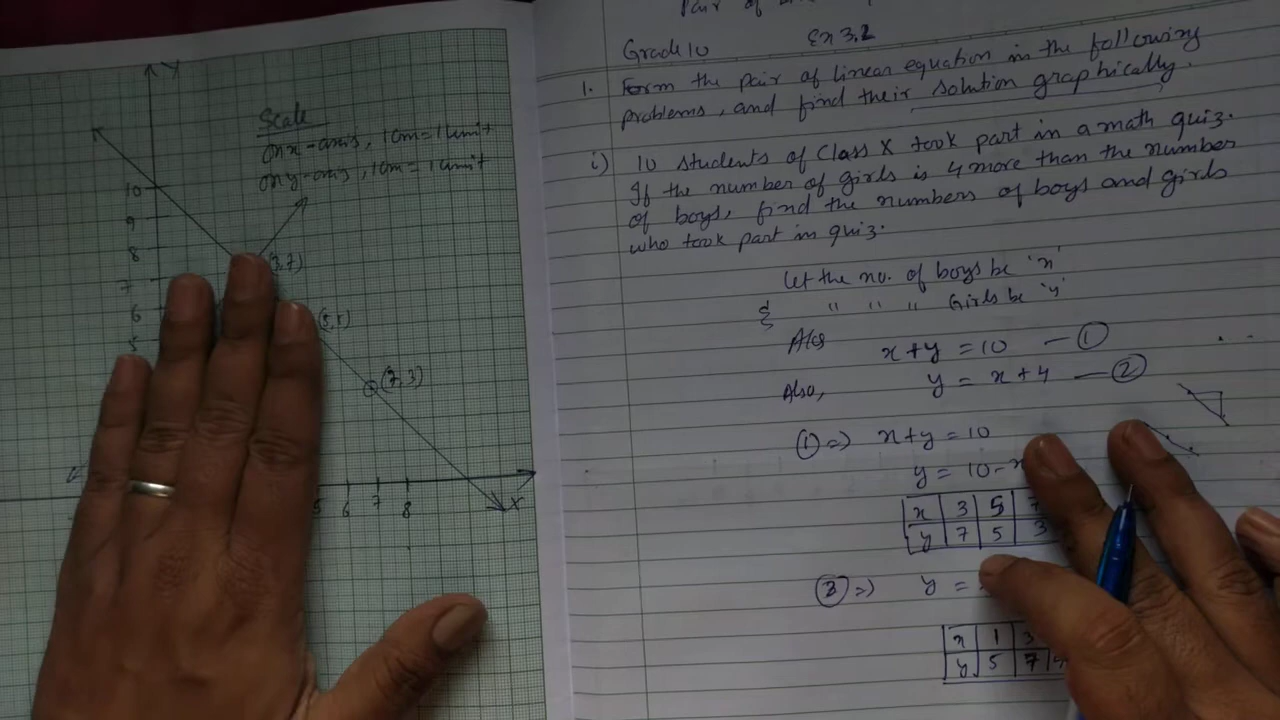 Y
Scale
on x-axis, 1cm = 1 unit
on y-axis, 1cm = 1 unit
10
9
8
7
6
5
(3,7)
(5,5)
(7,3)
5 6 7 8
X
Pair of
Grade 10 Ex 3.2
1. Form the pair of linear equation in the following
problems, and find their solution graphically.
i) 10 students of Class X took part in a math quiz.
If the number of girls is 4 more than the number
of boys, find the numbers of boys and girls
who took part in quiz.
Let the no. of boys be 'x'
& " " " Girls be 'y'
x+y = 10 — ①
Also, y = x + 4 — ②
① => x+y = 10
y = 10-x
x 3 5 7
y 7 5 3
② => y =
x 1 3
y 5 7